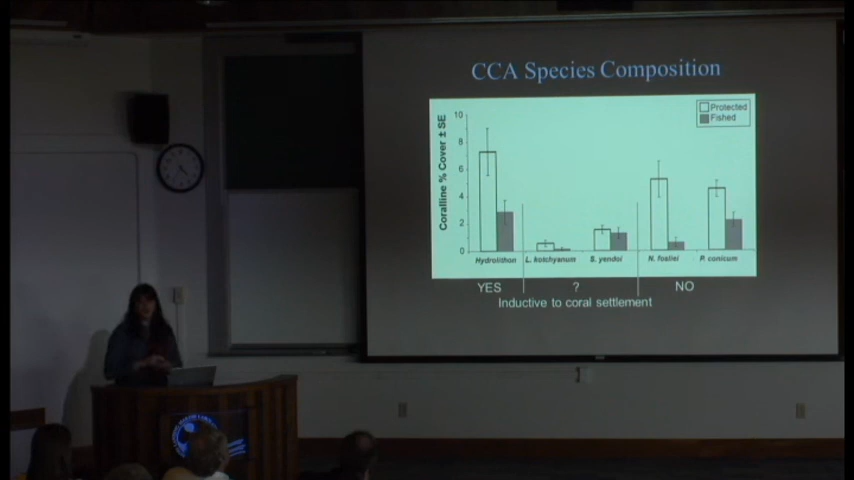 CCA Species Composition
Protected
Fished
Coralline % Cover ± SE
10
8
6
4
2
0
Hydrolithon L. kotchyanum S. yendoi N. fosliei P. conicum
YES ? NO
Inductive to coral settlement